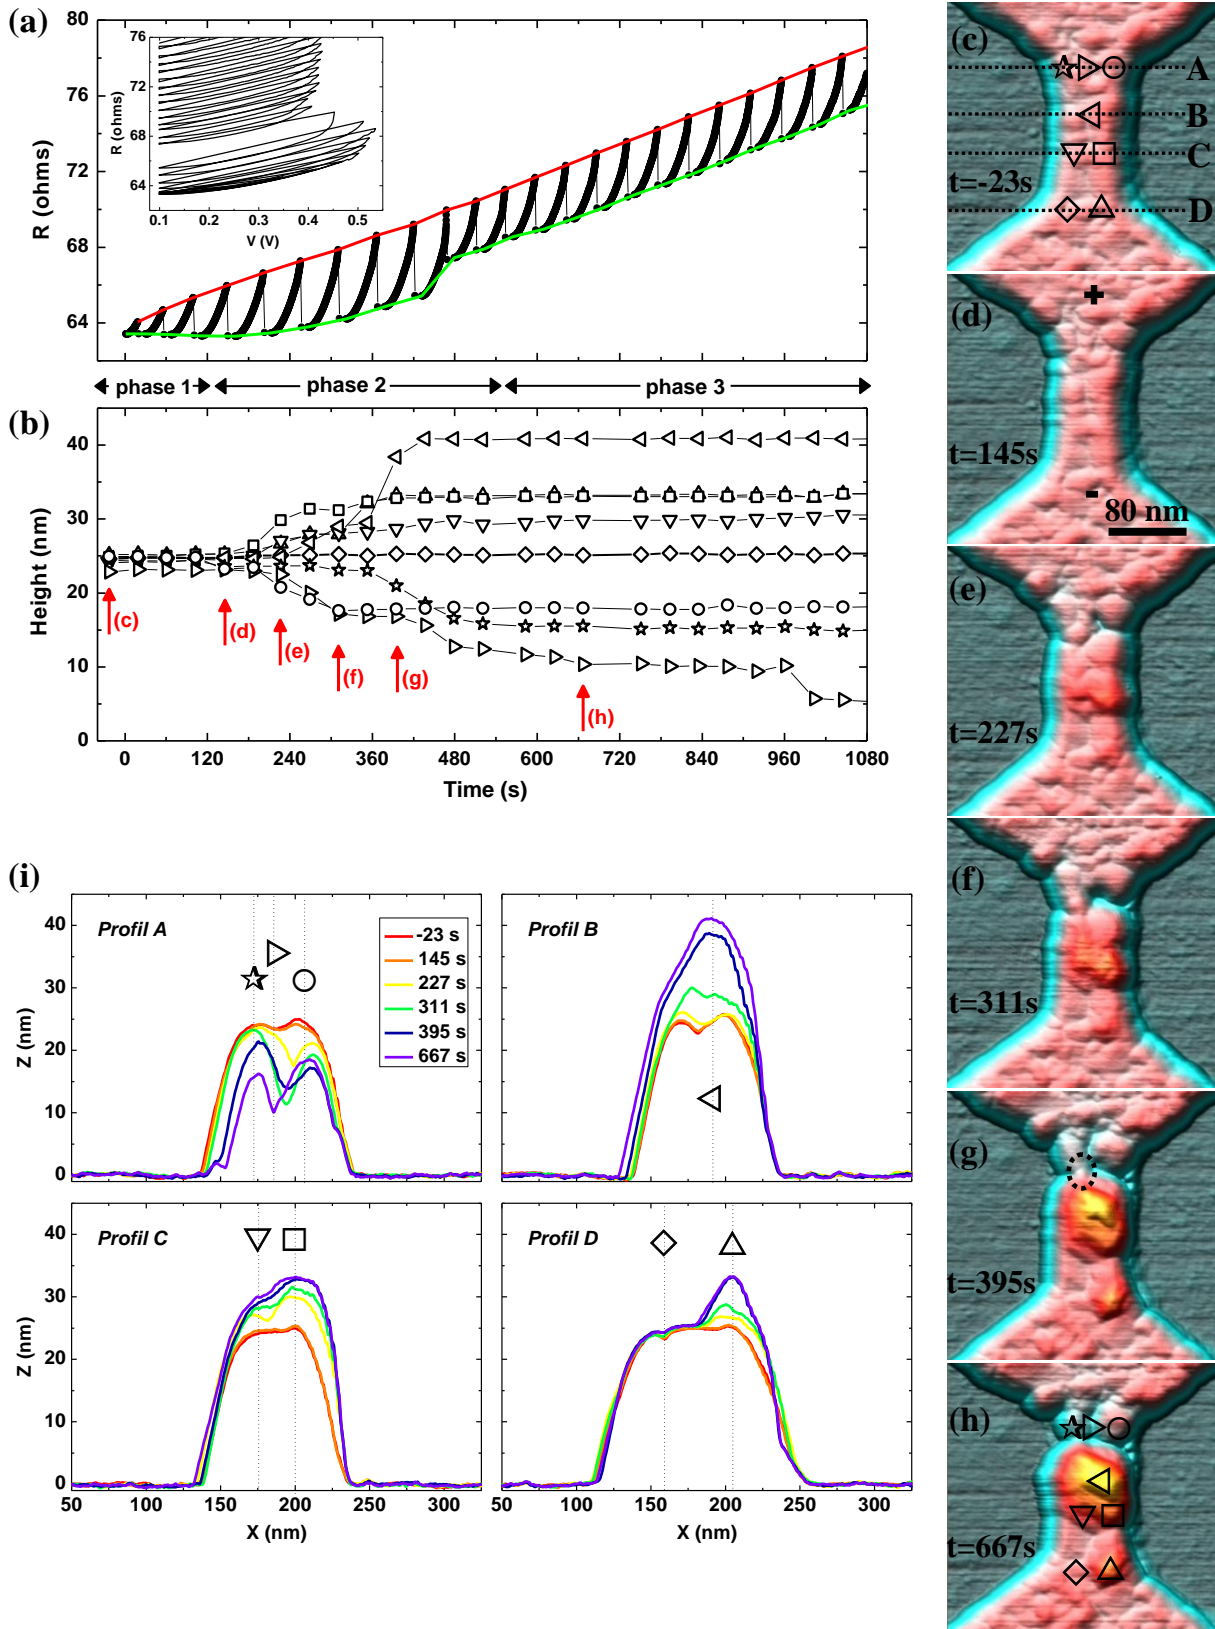 (a)
80
76
72
68
64
R (ohms)
76
72
68
64
R (ohms)
0.1
0.2
0.3
0.4
0.5
V (V)
phase 1
phase 2
phase 3
(b)
40
30
20
10
0
Height (nm)
(c)
(d)
(e)
(f)
(g)
(h)
0
120
240
360
480
600
720
840
960
1080
Time (s)
(c)
A
B
C
t=-23s
D
(d)
+
t=145s
-
80 nm
(e)
t=227s
(f)
t=311s
(g)
t=395s
(h)
t=667s
(i)
Profil A
-23 s
145 s
227 s
311 s
395 s
667 s
40
30
20
10
0
Z (nm)
Profil B
Profil C
40
30
20
10
0
Z (nm)
50
100
150
200
250
300
X (nm)
Profil D
50
100
150
200
250
300
X (nm)